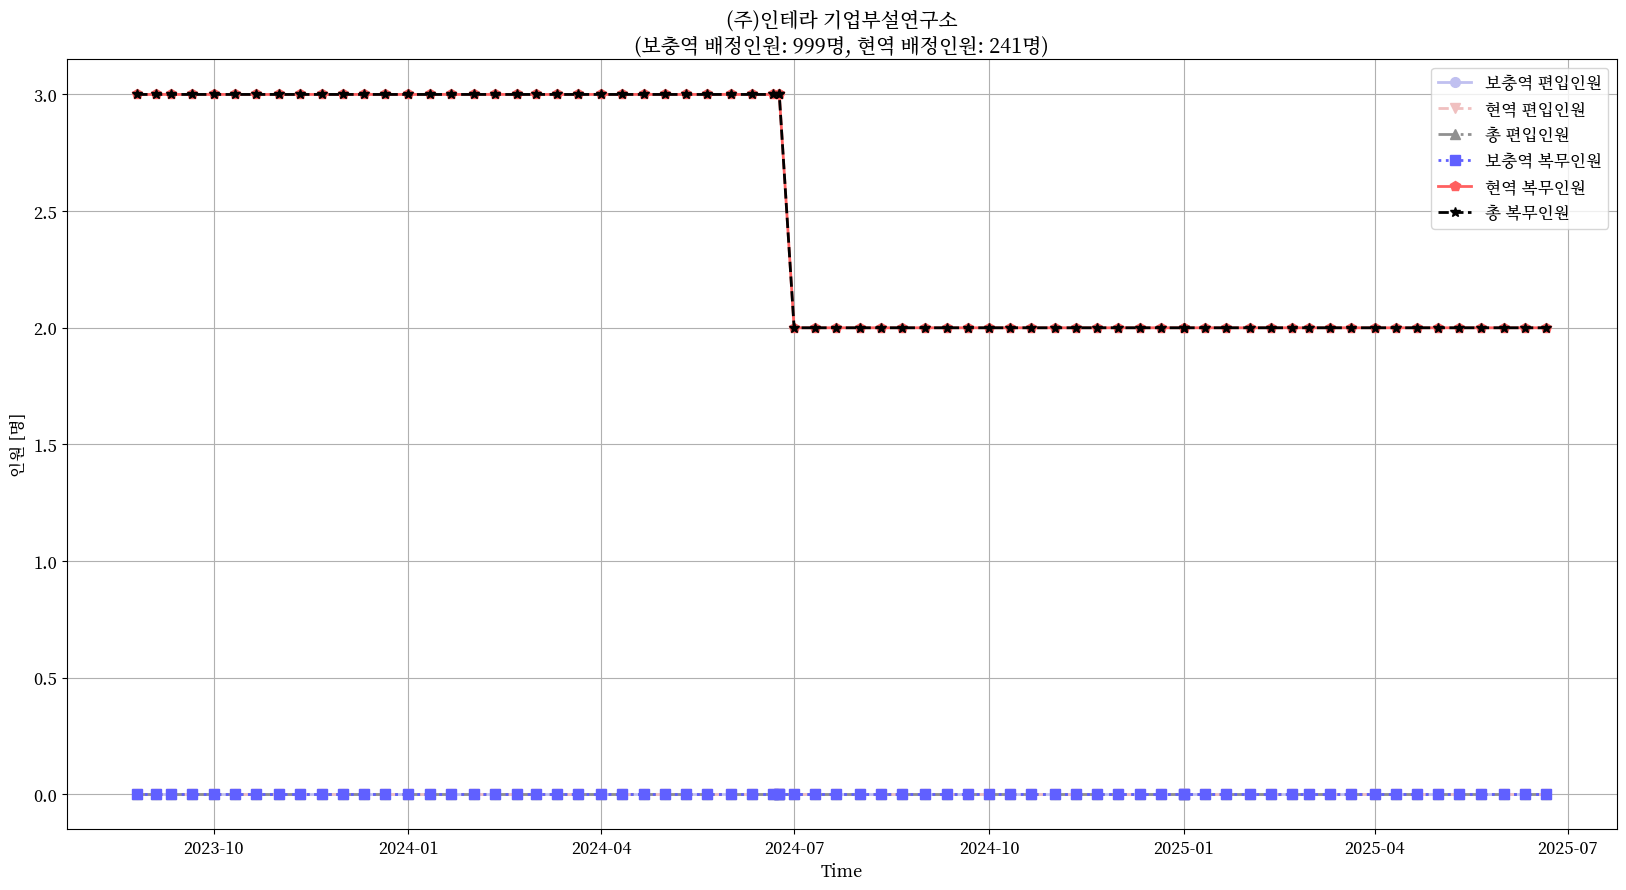 (주)인테라 기업부설연구소
(보충역 배정인원: 999명, 현역 배정인원: 241명)
보충역 편입인원
현역 편입인원
총 편입인원
보충역 복무인원
현역 복무인원
총 복무인원
인원 [명]
3.0
2.5
2.0
1.5
1.0
0.5
0.0
2023-10 2024-01 2024-04 2024-07 2024-10 2025-01 2025-04 2025-07
Time